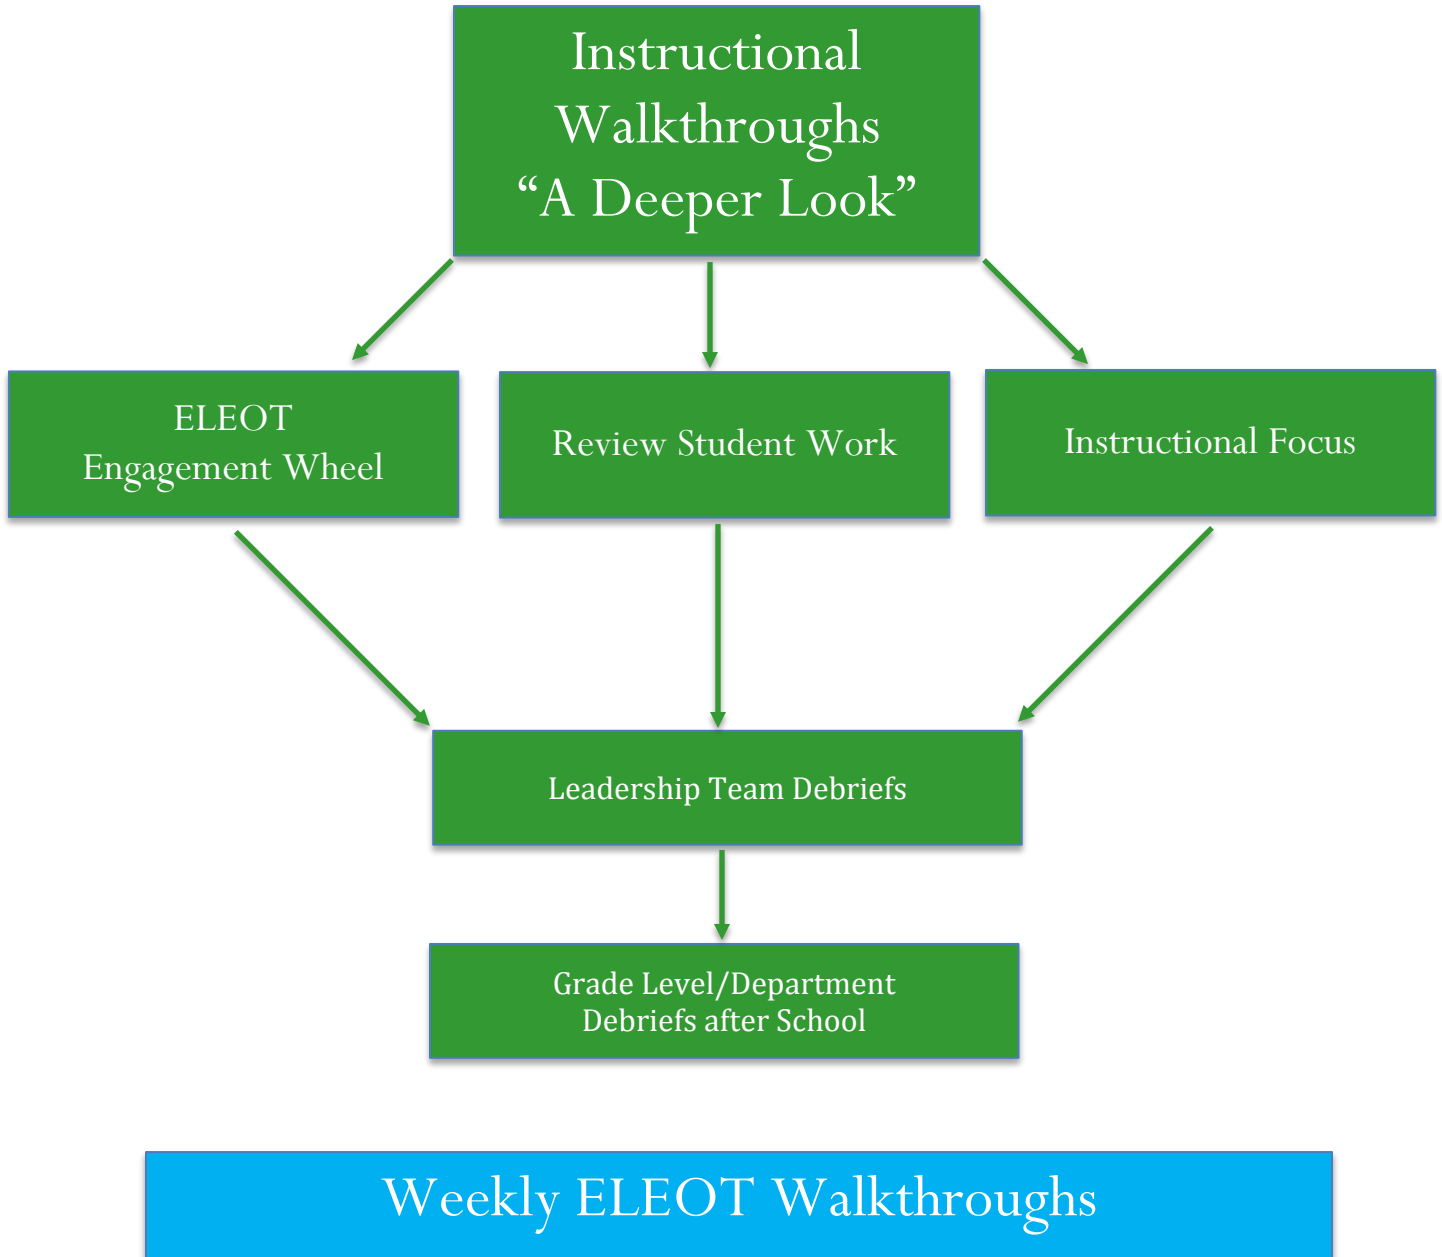 Instructional
Walkthroughs
“A Deeper Look”
ELEOT
Engagement Wheel
Review Student Work
Instructional Focus
Leadership Team Debriefs
Grade Level/Department
Debriefs after School
Weekly ELEOT Walkthroughs